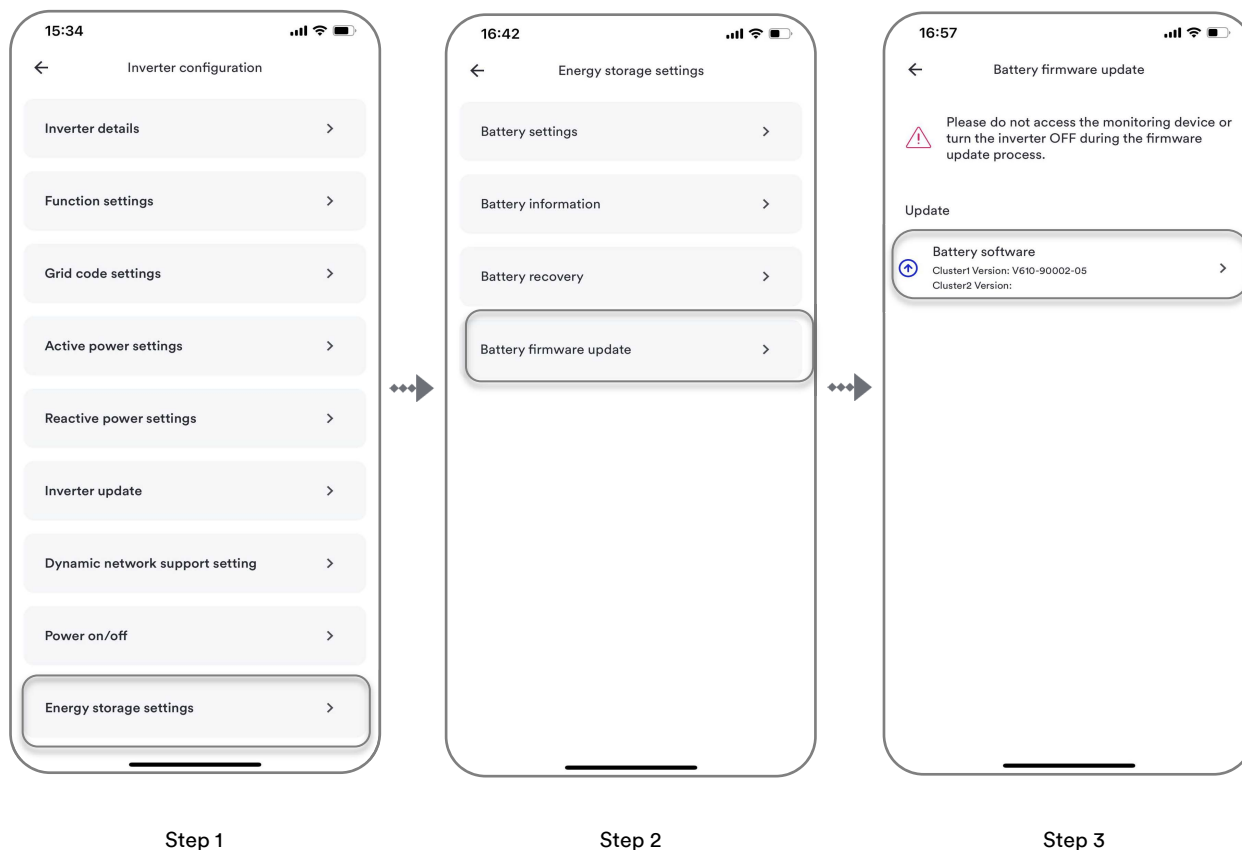 15:34
Inverter configuration
Inverter details
Function settings
Grid code settings
Active power settings
Reactive power settings
Inverter update
Dynamic network support setting
Power on/off
Energy storage settings
Step 1
16:42
Energy storage settings
Battery settings
Battery information
Battery recovery
Battery firmware update
Step 2
16:57
Battery firmware update
Please do not access the monitoring device or
turn the inverter OFF during the firmware
update process.
Update
Battery software
Cluster1 Version: V610-90002-05
Cluster2 Version:
Step 3